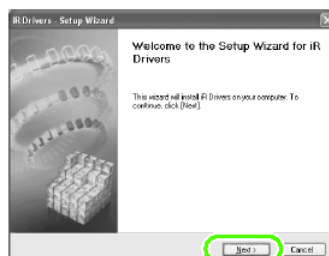 iR Drivers - Setup Wizard
Welcome to the Setup Wizard for iR
Drivers
This wizard will install iR Drivers on your computer. To
continue, click [Next].
Next >
Cancel